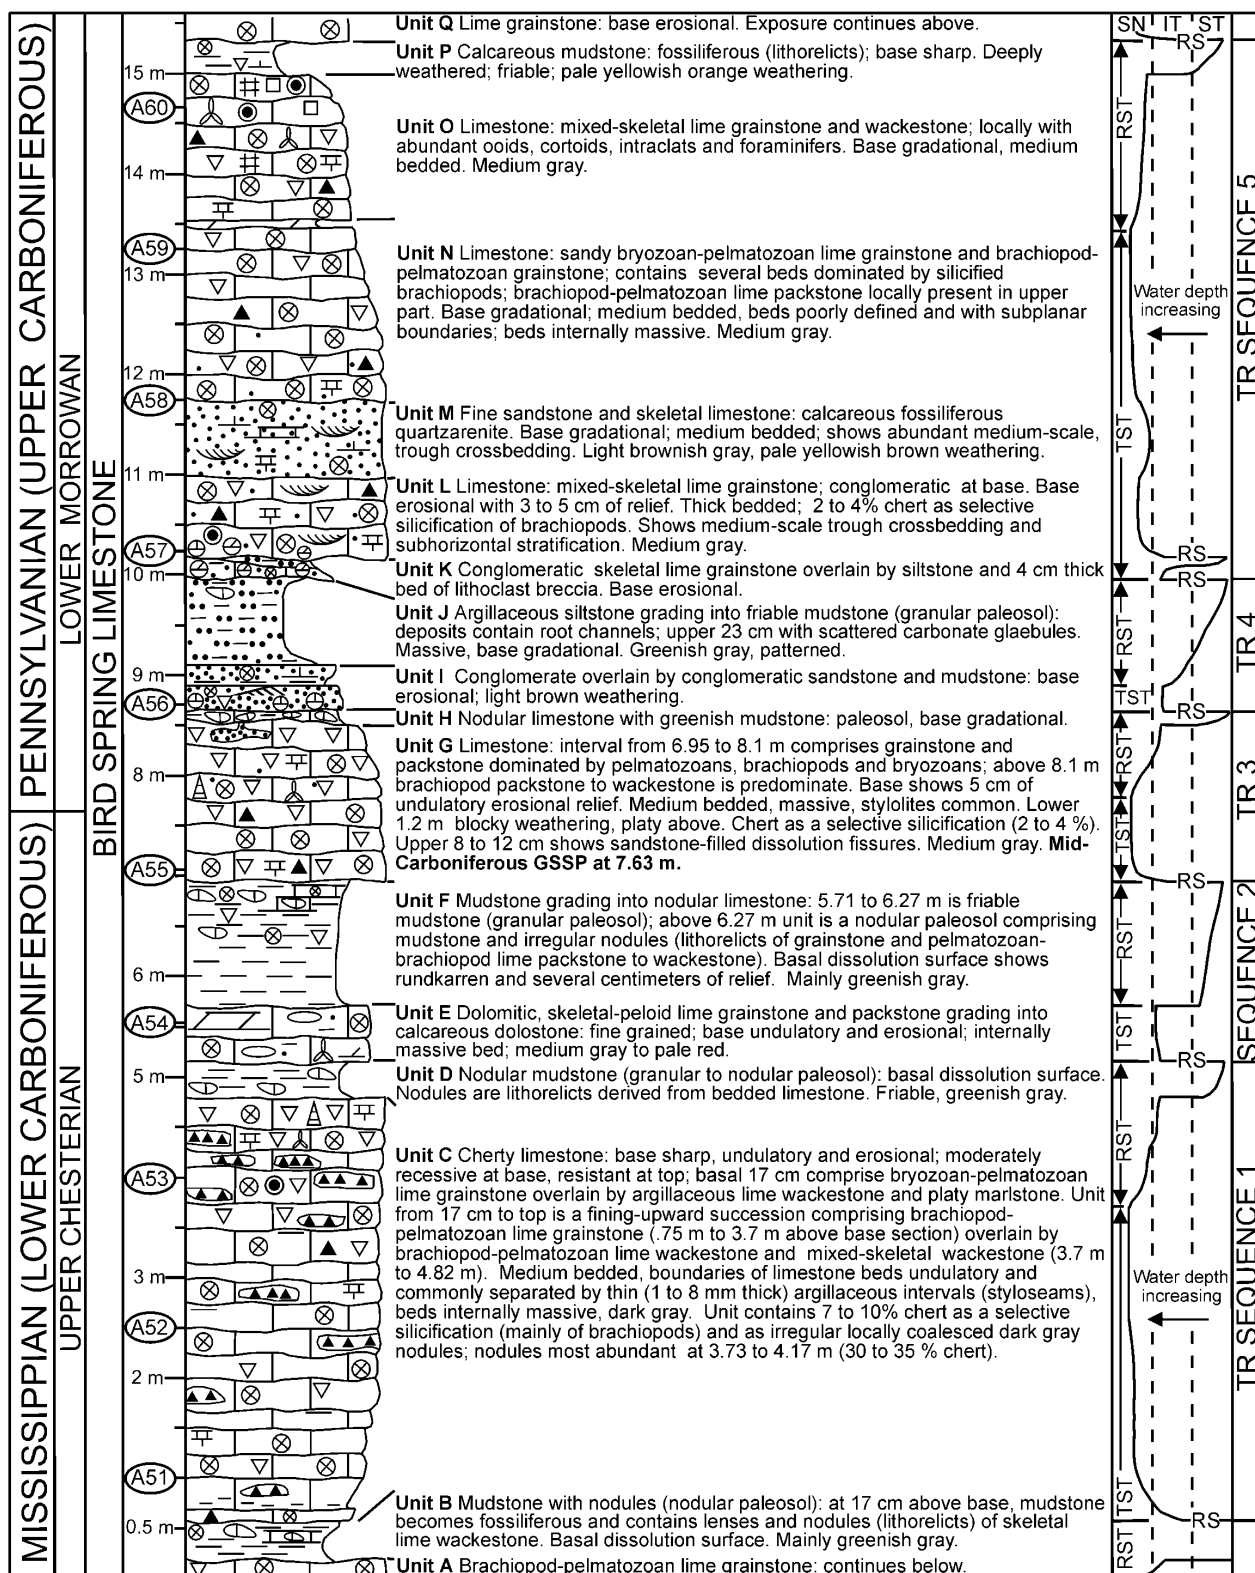 PENNSYLVANIAN (UPPER CARBONIFEROUS)
MISSISSIPPIAN (LOWER CARBONIFEROUS)
LOWER MORROWAN
UPPER CHESTERIAN
BIRD SPRING LIMESTONE
15 m
A60
14 m
A59
13 m
12 m
A58
11 m
A57
10 m
9 m
A56
8 m
A55
6 m
A54
5 m
A53
3 m
A52
2 m
A51
0.5 m
Unit Q Lime grainstone: base erosional. Exposure continues above.
Unit P Calcareous mudstone: fossiliferous (lithorelicts); base sharp. Deeply
weathered; friable; pale yellowish orange weathering.
Unit O Limestone: mixed-skeletal lime grainstone and wackestone; locally with
abundant ooids, cortoids, intraclats and foraminifers. Base gradational, medium
bedded. Medium gray.
Unit N Limestone: sandy bryozoan-pelmatozoan lime grainstone and brachiopod-
pelmatozoan grainstone; contains several beds dominated by silicified
brachiopods; brachiopod-pelmatozoan lime packstone locally present in upper
part. Base gradational; medium bedded, beds poorly defined and with subplanar
boundaries; beds internally massive. Medium gray.
Unit M Fine sandstone and skeletal limestone: calcareous fossiliferous
quartzarenite. Base gradational; medium bedded; shows abundant medium-scale,
trough crossbedding. Light brownish gray, pale yellowish brown weathering.
Unit L Limestone: mixed-skeletal lime grainstone; conglomeratic at base. Base
erosional with 3 to 5 cm of relief. Thick bedded; 2 to 4% chert as selective
silicification of brachiopods. Shows medium-scale trough crossbedding and
subhorizontal stratification. Medium gray.
Unit K Conglomeratic skeletal lime grainstone overlain by siltstone and 4 cm thick
bed of lithoclast breccia. Base erosional.
Unit J Argillaceous siltstone grading into friable mudstone (granular paleosol):
deposits contain root channels; upper 23 cm with scattered carbonate glaebules.
Massive, base gradational. Greenish gray, patterned.
Unit I Conglomerate overlain by conglomeratic sandstone and mudstone: base
erosional; light brown weathering.
Unit H Nodular limestone with greenish mudstone: paleosol, base gradational.
Unit G Limestone: interval from 6.95 to 8.1 m comprises grainstone and
packstone dominated by pelmatozoans, brachiopods and bryozoans; above 8.1 m
brachiopod packstone to wackestone is predominate. Base shows 5 cm of
undulatory erosional relief. Medium bedded, massive, stylolites common. Lower
1.2 m blocky weathering, platy above. Chert as a selective silicification (2 to 4 %).
Upper 8 to 12 cm shows sandstone-filled dissolution fissures. Medium gray. Mid-
Carboniferous GSSP at 7.63 m.
Unit F Mudstone grading into nodular limestone: 5.71 to 6.27 m is friable
mudstone (granular paleosol); above 6.27 m unit is a nodular paleosol comprising
mudstone and irregular nodules (lithorelicts of grainstone and pelmatozoan-
brachiopod lime packstone to wackestone). Basal dissolution surface shows
rundkarren and several centimeters of relief. Mainly greenish gray.
Unit E Dolomitic, skeletal-peloid lime grainstone and packstone grading into
calcareous dolostone: fine grained; base undulatory and erosional; internally
massive bed; medium gray to pale red.
Unit D Nodular mudstone (granular to nodular paleosol): basal dissolution surface.
Nodules are lithorelicts derived from bedded limestone. Friable, greenish gray.
Unit C Cherty limestone: base sharp, undulatory and erosional; moderately
recessive at base, resistant at top; basal 17 cm comprise bryozoan-pelmatozoan
lime grainstone overlain by argillaceous lime wackestone and platy marlstone. Unit
from 17 cm to top is a fining-upward succession comprising brachiopod-
pelmatozoan lime grainstone (.75 m to 3.7 m above base section) overlain by
brachiopod-pelmatozoan lime wackestone and mixed-skeletal wackestone (3.7 m
to 4.82 m). Medium bedded, boundaries of limestone beds undulatory and
commonly separated by thin (1 to 8 mm thick) argillaceous intervals (styloseams),
beds internally massive, dark gray. Unit contains 7 to 10% chert as a selective
silicification (mainly of brachiopods) and as irregular locally coalesced dark gray
nodules; nodules most abundant at 3.73 to 4.17 m (30 to 35 % chert).
Unit B Mudstone with nodules (nodular paleosol): at 17 cm above base, mudstone
becomes fossiliferous and contains lenses and nodules (lithorelicts) of skeletal
lime wackestone. Basal dissolution surface. Mainly greenish gray.
Unit A Brachiopod-pelmatozoan lime grainstone: continues below.
SN IT ST
RS
RST
Water depth
increasing
TST
RS
RS
RST
TST
RS
RST
TST
RS
RST
TST
RS
RST
Water depth
increasing
TST
RS
RST
TR SEQUENCE 5
TR 4
TR 3
SEQUENCE 2
TR SEQUENCE 1